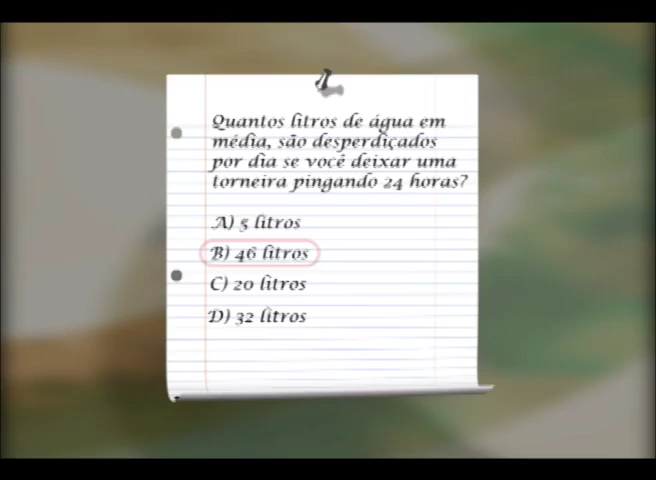 Quantos litros de água em
média, são desperdiçados
por dia se você deixar uma
torneira pingando 24 horas?
A) 5 litros
B) 46 litros
C) 20 litros
D) 32 litros